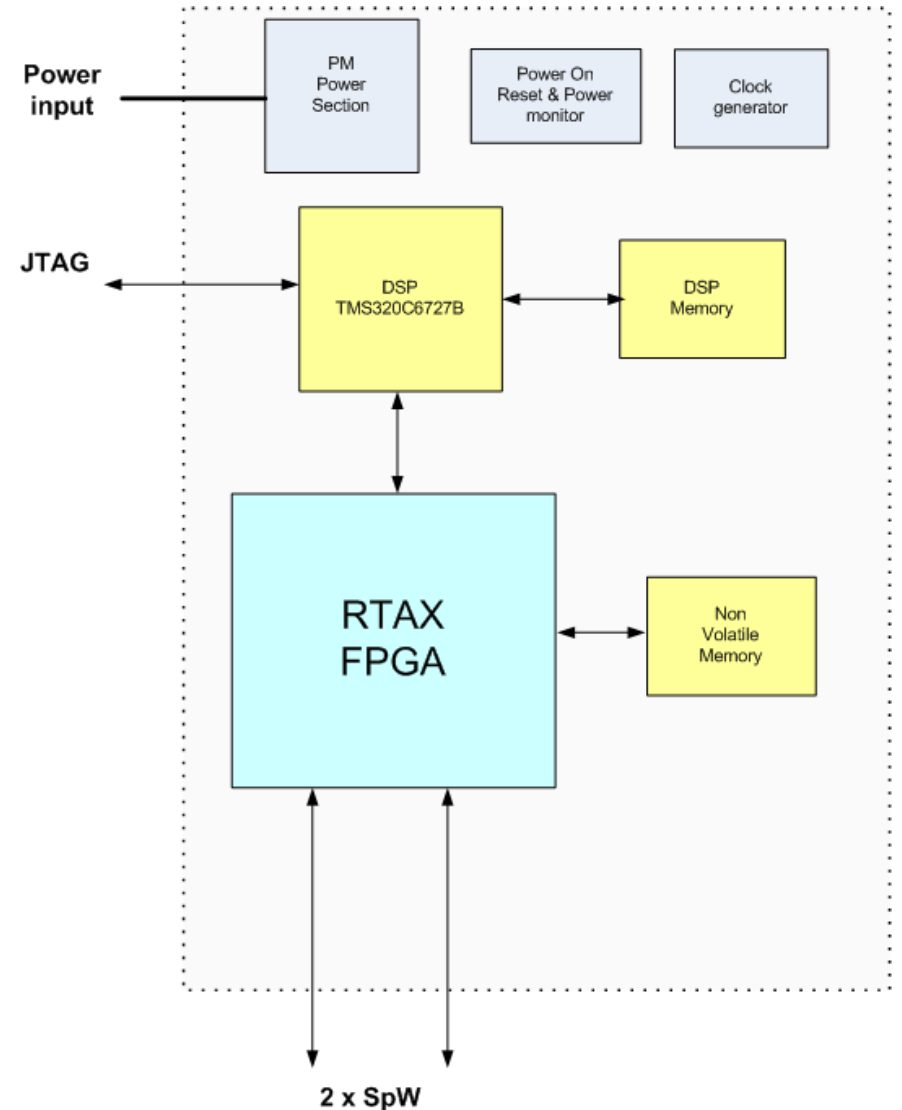 Power
input
PM
Power
Section
Power On
Reset & Power
monitor
Clock
generator
JTAG
DSP
TMS320C6727B
DSP
Memory
RTAX
FPGA
Non
Volatile
Memory
2 x SpW